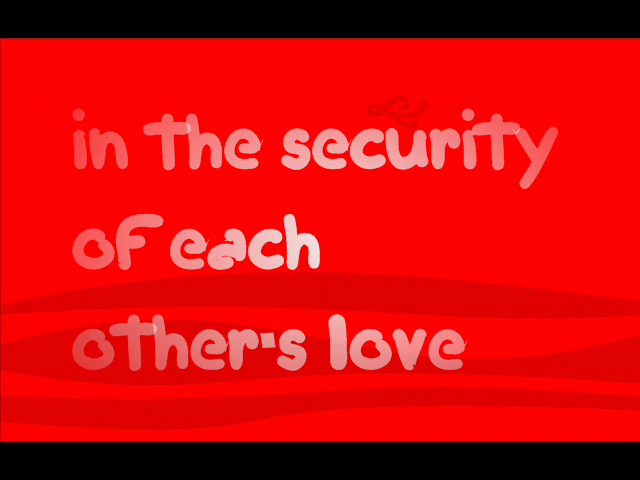 in the security
of each
other's love